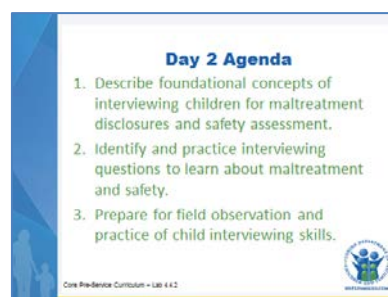 Day 2 Agenda
1. Describe foundational concepts of
interviewing children for maltreatment
disclosures and safety assessment.
2. Identify and practice interviewing
questions to learn about maltreatment
and safety.
3. Prepare for field observation and
practice of child interviewing skills.
Core Pre-Service Curriculum – Lab 4.4.2